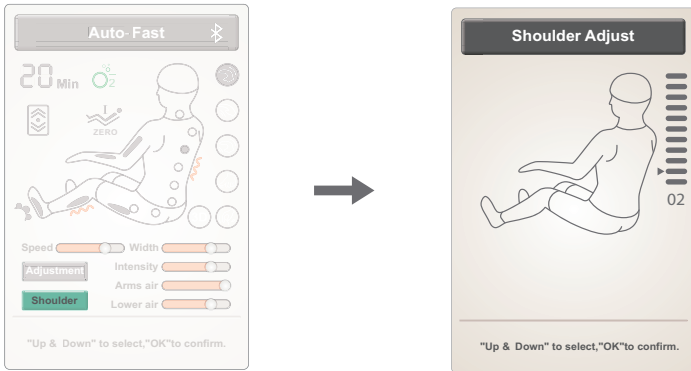 Auto- Fast
20 Min
O2
ZERO
Speed
Width
Adjustment
Intensity
Arms air
Shoulder
Lower air
"Up & Down" to select,"OK"to confirm.
Shoulder Adjust
02
"Up & Down" to select,"OK"to confirm.